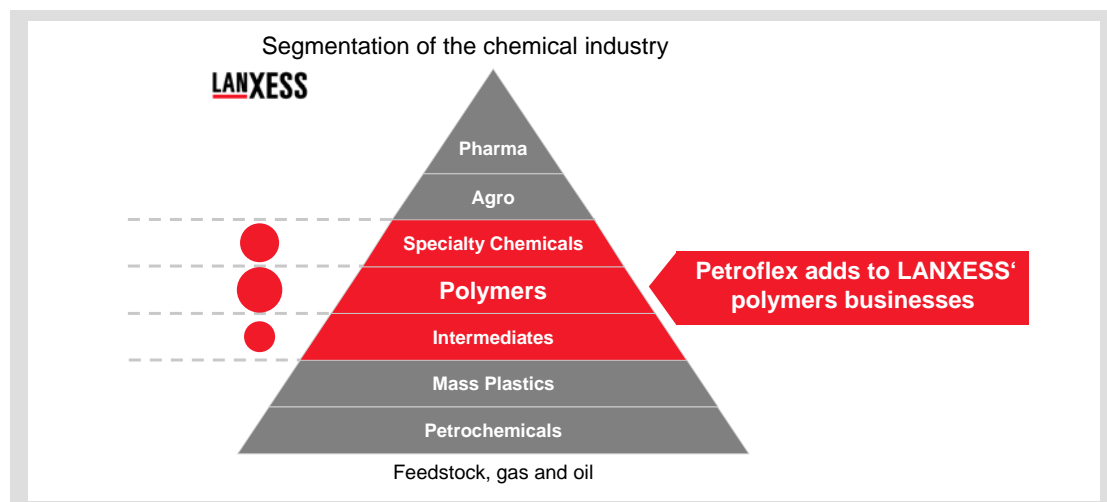 Segmentation of the chemical industry
LANXESS
Pharma
Agro
Specialty Chemicals
Polymers
Intermediates
Mass Plastics
Petrochemicals
Feedstock, gas and oil
Petroflex adds to LANXESS‘
polymers businesses